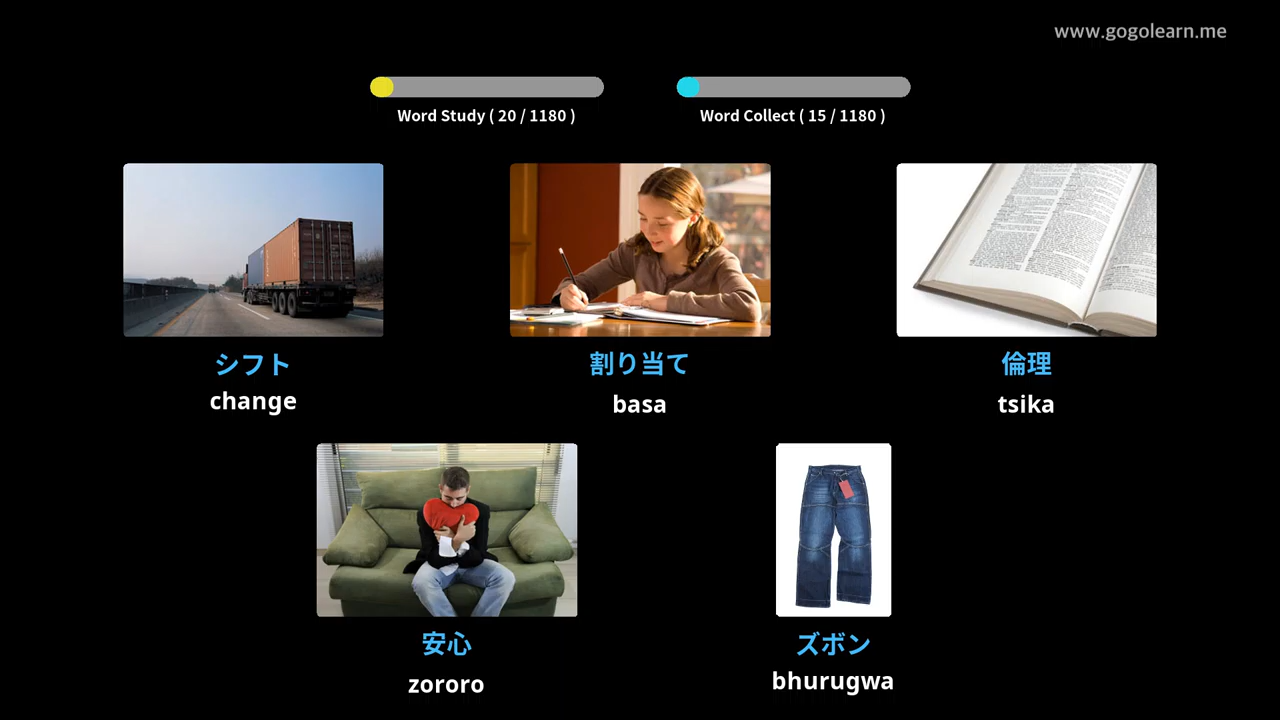 www.gogolearn.me
Word Study ( 20 / 1180 )
Word Collect ( 15 / 1180 )
シフト
change
割り当て
basa
倫理
tsika
安心
zororo
ズボン
bhurugwa